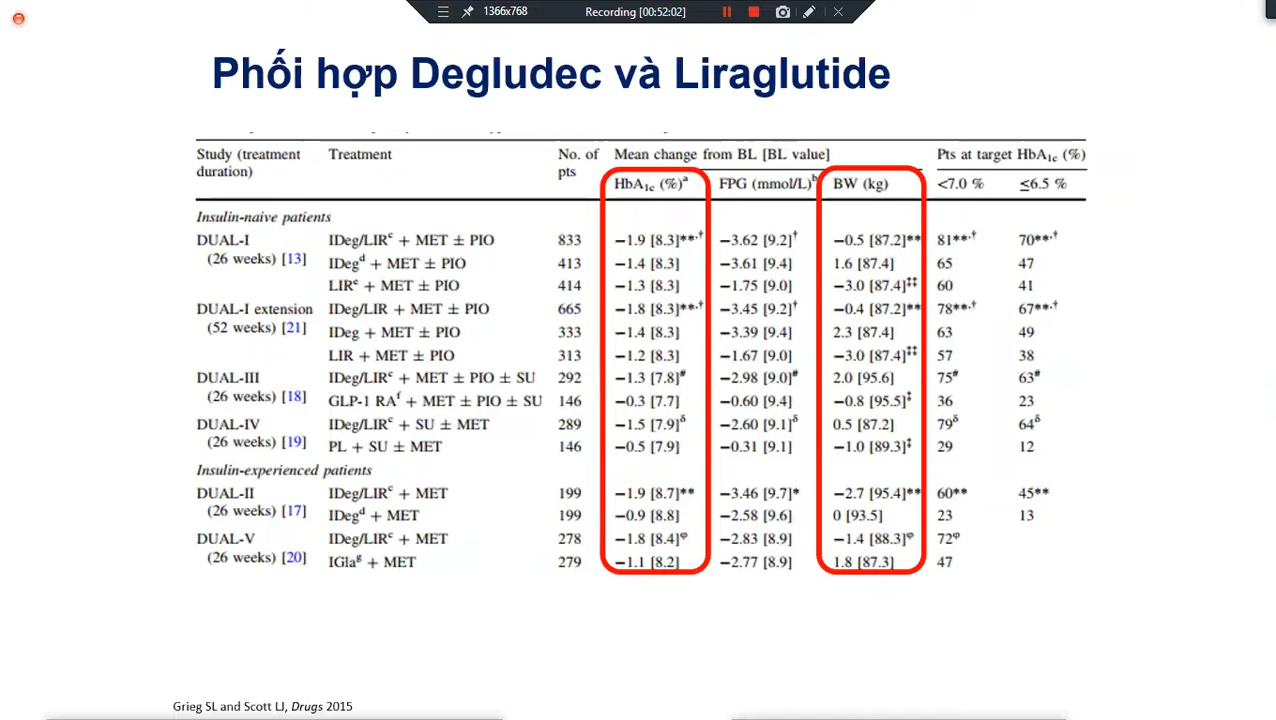 1366x768 Recording [00:52:02]
Phối hợp Degludec và Liraglutide
Study (treatment duration) Treatment No. of pts Mean change from BL [BL value] Pts at target HbA1c (%)
HbA1c (%)a FPG (mmol/L)b BW (kg) <7.0 % ≤6.5 %
Insulin-naive patients
DUAL-I IDeg/LIRc + MET ± PIO 833 −1.9 [8.3]**,† −3.62 [9.2]† −0.5 [87.2]** 81**,† 70**,†
(26 weeks) [13] IDegd + MET ± PIO 413 −1.4 [8.3] −3.61 [9.4] 1.6 [87.4] 65 47
LIRe + MET ± PIO 414 −1.3 [8.3] −1.75 [9.0] −3.0 [87.4]‡‡ 60 41
DUAL-I extension IDeg/LIR + MET ± PIO 665 −1.8 [8.3]**,† −3.45 [9.2]† −0.4 [87.2]** 78**,† 67**,†
(52 weeks) [21] IDeg + MET ± PIO 333 −1.4 [8.3] −3.39 [9.4] 2.3 [87.4] 63 49
LIR + MET ± PIO 313 −1.2 [8.3] −1.67 [9.0] −3.0 [87.4]‡‡ 57 38
DUAL-III IDeg/LIRc + MET ± PIO ± SU 292 −1.3 [7.8]# −2.98 [9.0]# 2.0 [95.6] 75# 63#
(26 weeks) [18] GLP-1 RAf + MET ± PIO ± SU 146 −0.3 [7.7] −0.60 [9.4] −0.8 [95.5]‡ 36 23
DUAL-IV IDeg/LIRc + SU ± MET 289 −1.5 [7.9]δ −2.60 [9.1]δ 0.5 [87.2] 79δ 64δ
(26 weeks) [19] PL + SU ± MET 146 −0.5 [7.9] −0.31 [9.1] −1.0 [89.3]‡ 29 12
Insulin-experienced patients
DUAL-II IDeg/LIRc + MET 199 −1.9 [8.7]** −3.46 [9.7]* −2.7 [95.4]** 60** 45**
(26 weeks) [17] IDegd + MET 199 −0.9 [8.8] −2.58 [9.6] 0 [93.5] 23 13
DUAL-V IDeg/LIRc + MET 278 −1.8 [8.4]φ −2.83 [8.9] −1.4 [88.3]φ 72φ
(26 weeks) [20] IGlag + MET 279 −1.1 [8.2] −2.77 [8.9] 1.8 [87.3] 47
Grieg SL and Scott LJ, Drugs 2015